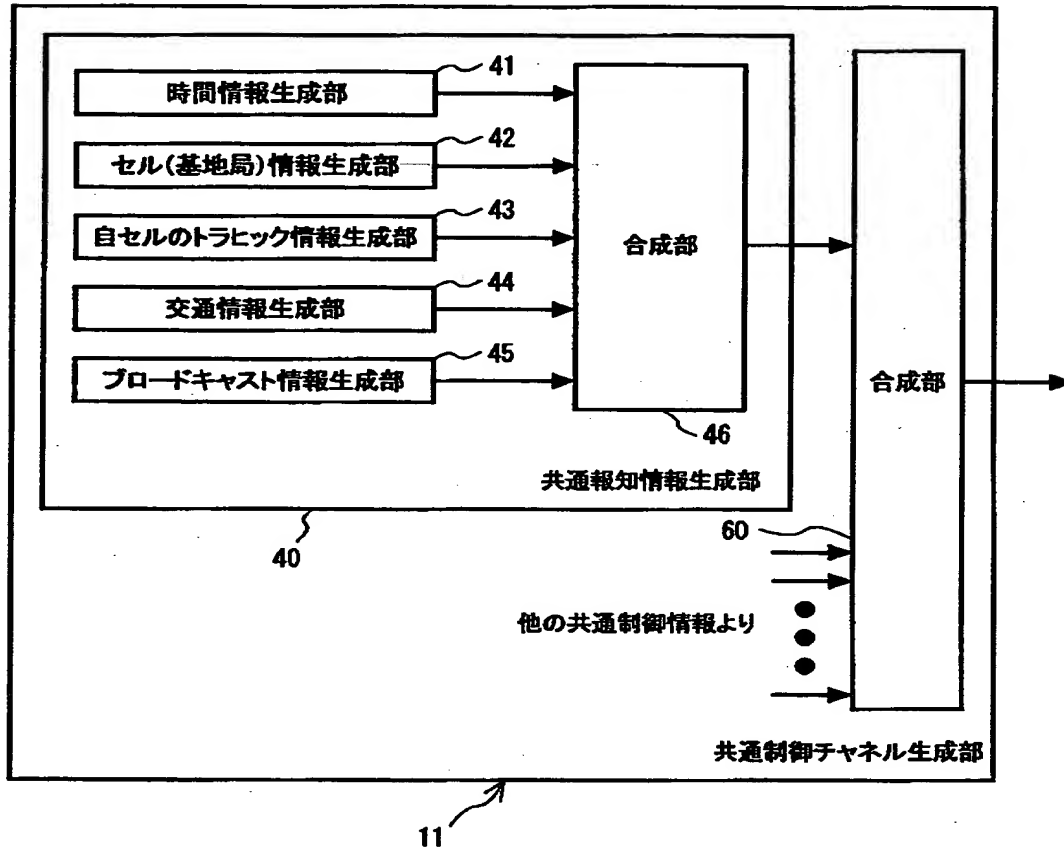 41
時間情報生成部
42
セル(基地局)情報生成部
43
自セルのトラヒック情報生成部
44
交通情報生成部
45
ブロードキャスト情報生成部
合成部
46
共通報知情報生成部
40
合成部
60
他の共通制御情報より
共通制御チャネル生成部
11